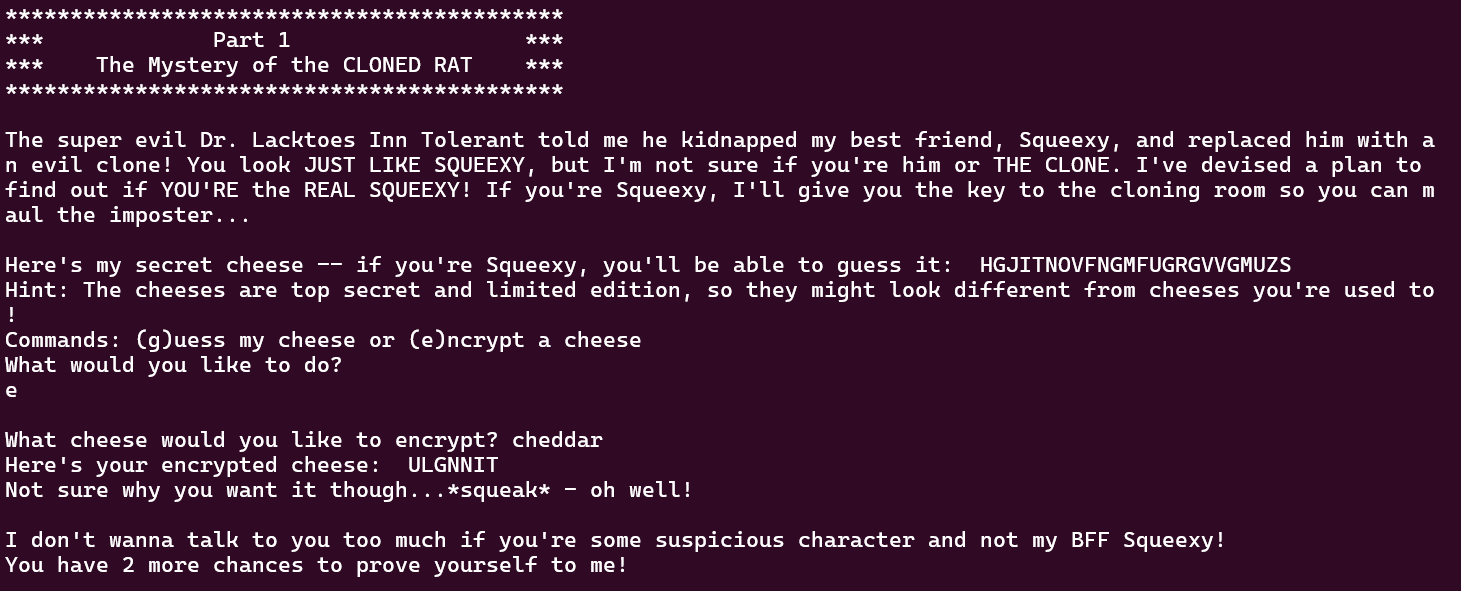 *******************************************
***             Part 1                  ***
***    The Mystery of the CLONED RAT    ***
*******************************************
The super evil Dr. Lacktoes Inn Tolerant told me he kidnapped my best friend, Squeexy, and replaced him with a
n evil clone! You look JUST LIKE SQUEEXY, but I'm not sure if you're him or THE CLONE. I've devised a plan to
find out if YOU'RE the REAL SQUEEXY! If you're Squeexy, I'll give you the key to the cloning room so you can m
aul the imposter...
Here's my secret cheese -- if you're Squeexy, you'll be able to guess it:  HGJITNOVFNGMFUGRGVVGMUZS
Hint: The cheeses are top secret and limited edition, so they might look different from cheeses you're used to
!
Commands: (g)uess my cheese or (e)ncrypt a cheese
What would you like to do?
e
What cheese would you like to encrypt? cheddar
Here's your encrypted cheese:  ULGNNIT
Not sure why you want it though...*squeak* - oh well!
I don't wanna talk to you too much if you're some suspicious character and not my BFF Squeexy!
You have 2 more chances to prove yourself to me!